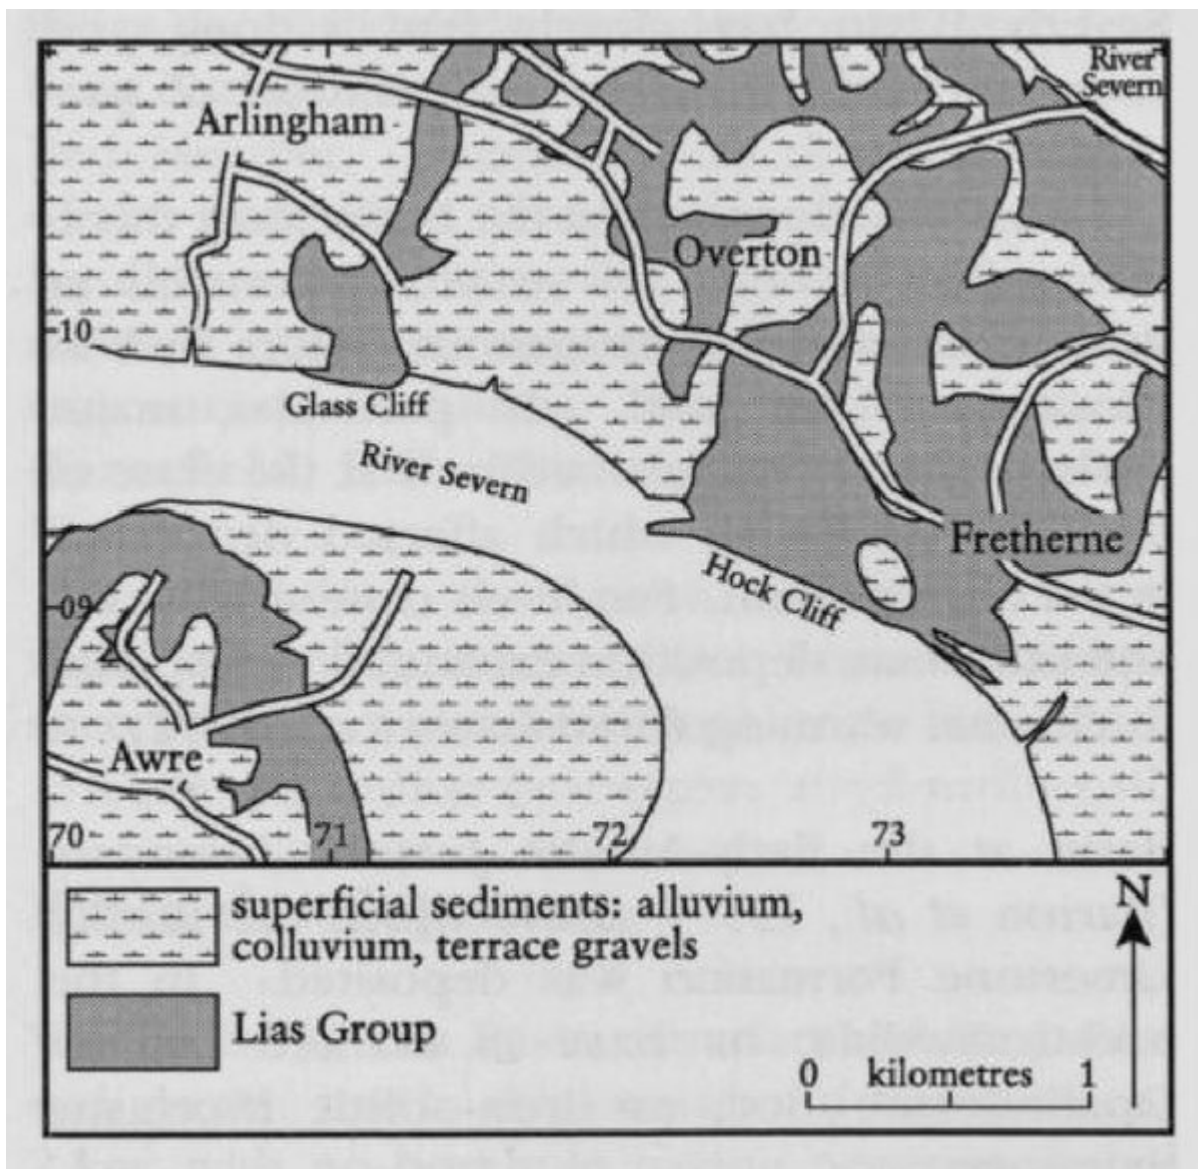 River
Severn
Arlingham
Overton
10
Glass Cliff
River Severn
Fretherne
Hock Cliff
09
Awre
70
71
72
73
superficial sediments: alluvium,
colluvium, terrace gravels
Lias Group
N
0 kilometres 1